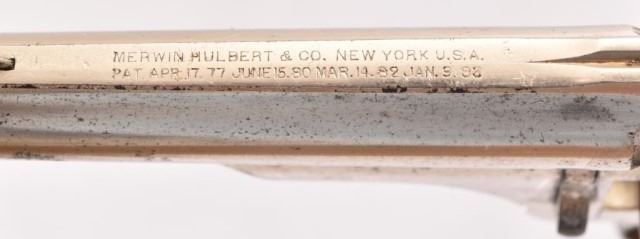 MERWIN HULBERT & CO. NEW YORK U.S.A.
PAT. APR. 17. 77 JUNE 15. 80 MAR. 14. 82 JAN. 9. 83